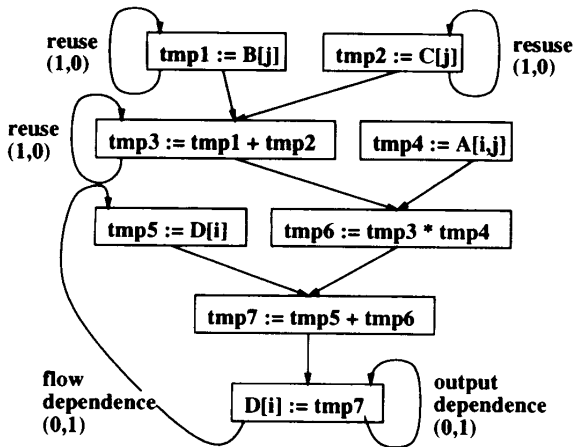 reuse
(1,0)
tmp1 := B[j]
tmp2 := C[j]
resuse
(1,0)
reuse
(1,0)
tmp3 := tmp1 + tmp2
tmp4 := A[i,j]
tmp5 := D[i]
tmp6 := tmp3 * tmp4
tmp7 := tmp5 + tmp6
flow
dependence
(0,1)
D[i] := tmp7
output
dependence
(0,1)